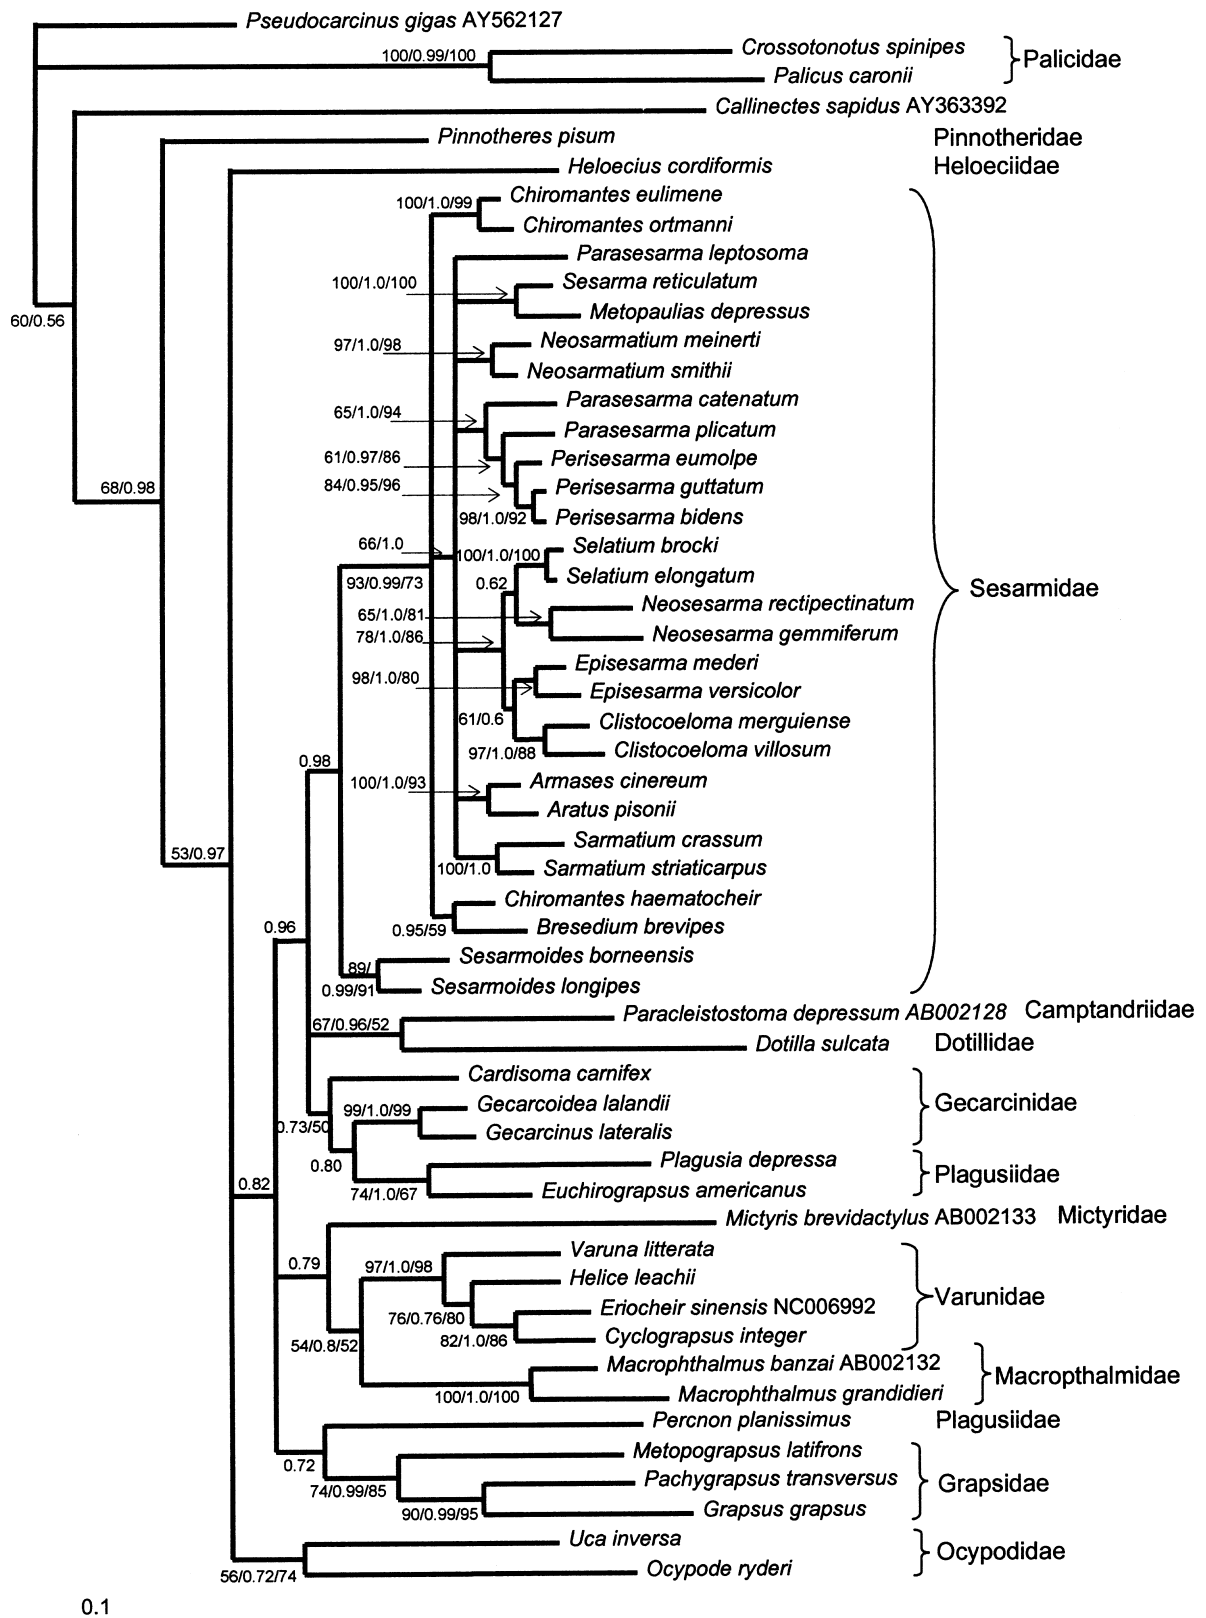 Pseudocarcinus gigas AY562127
100/0.99/100
Crossotonotus spinipes
Palicus caronii
Palicidae
Callinectes sapidus AY363392
Pinnotheres pisum
Pinnotheridae
Heloecius cordiformis
Heloeciidae
Chiromantes eulimene
100/1.0/99
Chiromantes ortmanni
Parasesarma leptosoma
100/1.0/100
Sesarma reticulatum
Metopaulias depressus
60/0.56
97/1.0/98
Neosarmatium meinerti
Neosarmatium smithii
Parasesarma catenatum
65/1.0/94
Parasesarma plicatum
61/0.97/86
Perisesarma eumolpe
84/0.95/96
Perisesarma guttatum
68/0.98
98/1.0/92
Perisesarma bidens
66/1.0
100/1.0/100
Selatium brocki
93/0.99/73
0.62
Selatium elongatum
Sesarmidae
65/1.0/81
Neosesarma rectipectinatum
78/1.0/86
Neosesarma gemmiferum
98/1.0/80
Episesarma mederi
Episesarma versicolor
61/0.6
Clistocoeloma merguiense
97/1.0/88
Clistocoeloma villosum
0.98
100/1.0/93
Armases cinereum
Aratus pisonii
Sarmatium crassum
53/0.97
100/1.0
Sarmatium striaticarpus
Chiromantes haematocheir
0.96
0.95/59
Bresedium brevipes
Sesarmoides borneensis
89/
0.99/91
Sesarmoides longipes
67/0.96/52
Paracleistostoma depressum AB002128
Camptandriidae
Dotilla sulcata
Dotillidae
Cardisoma carnifex
99/1.0/99
Gecarcoidea lalandii
Gecarcinidae
0.73/50
Gecarcinus lateralis
0.80
Plagusia depressa
Plagusiidae
0.82
74/1.0/67
Euchirograpsus americanus
Mictyris brevidactylus AB002133
Mictyridae
0.79
97/1.0/98
Varuna litterata
Helice leachii
Varunidae
76/0.76/80
Eriocheir sinensis NC006992
54/0.8/52
82/1.0/86
Cyclograpsus integer
Macrophthalmus banzai AB002132
Macropthalmidae
100/1.0/100
Macrophthalmus grandidieri
Percnon planissimus
Plagusiidae
0.72
Metopograpsus latifrons
74/0.99/85
Pachygrapsus transversus
Grapsidae
90/0.99/95
Grapsus grapsus
Uca inversa
Ocypodidae
56/0.72/74
Ocypode ryderi
0.1